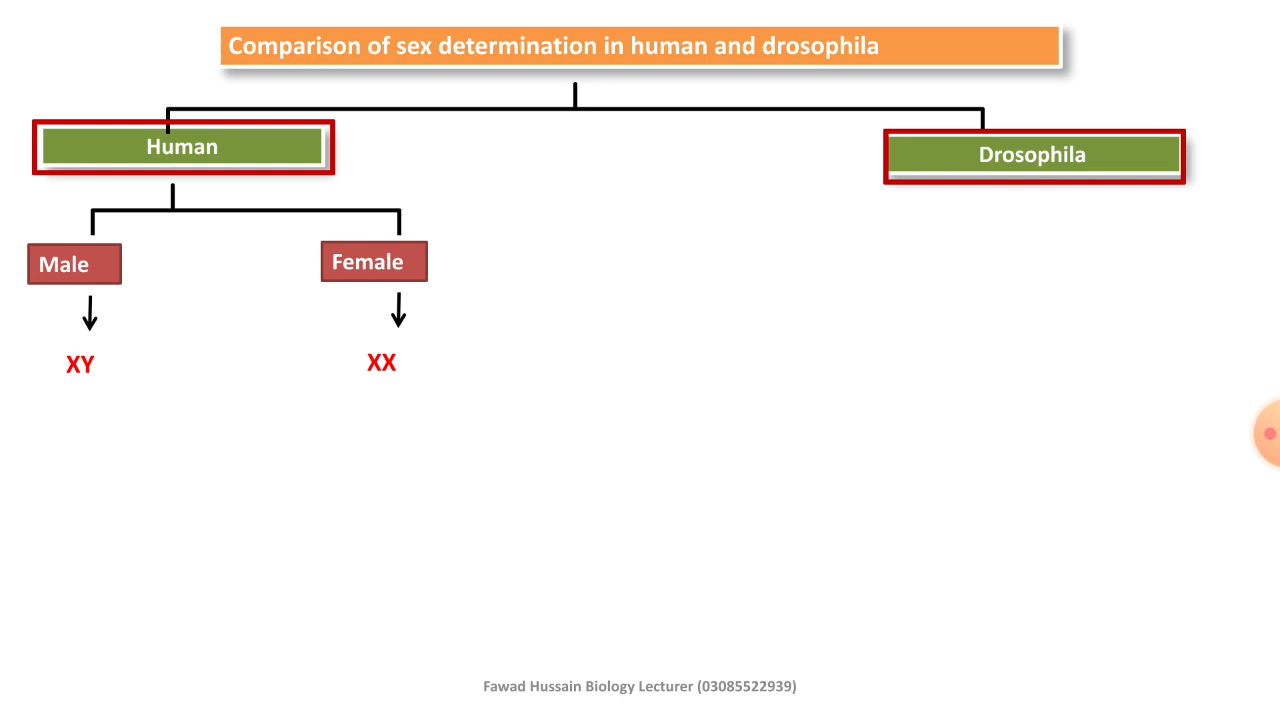 Comparison of sex determination in human and drosophila
Human
Drosophila
Male
Female
XY
XX
Fawad Hussain Biology Lecturer (03085522939)